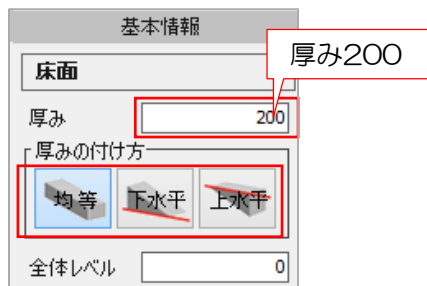 基本情報
厚み200
床面
厚み 200
厚みの付け方
均等 下水平 上水平
全体レベル 0